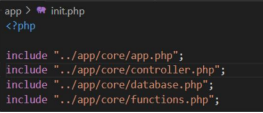 app > init.php
<?php
include "../app/core/app.php";
include "../app/core/controller.php";
include "../app/core/database.php";
include "../app/core/functions.php";